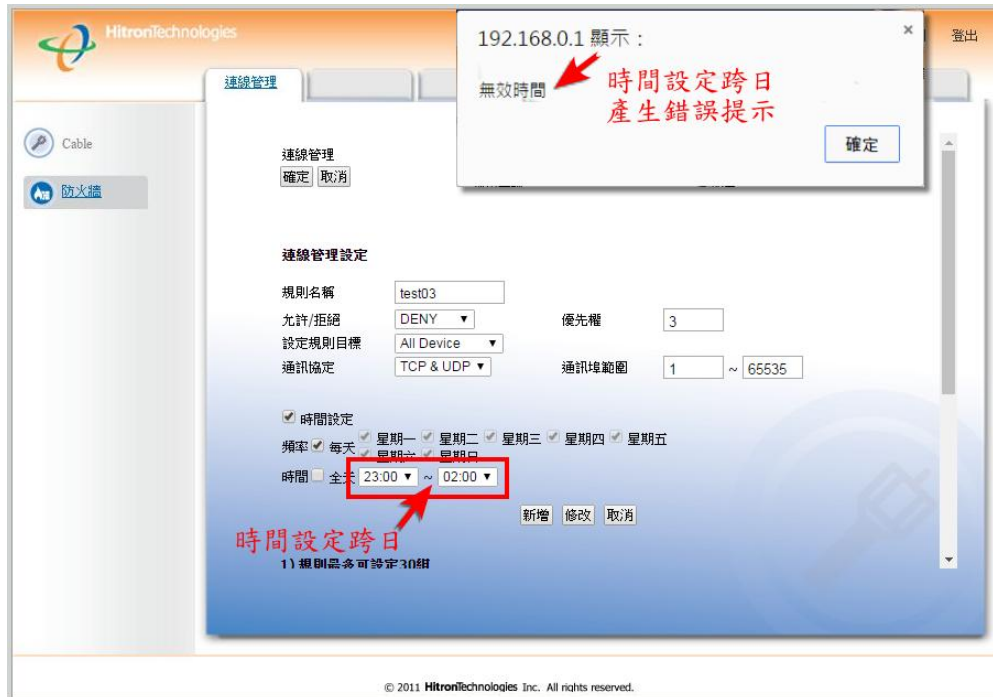 HitronTechnologies
192.168.0.1 顯示：
×
登出
無效時間
時間設定跨日
產生錯誤提示
確定
連線管理
Cable
防火牆
連線管理
確定 取消
連線管理設定
規則名稱 test03
允許/拒絕 DENY 優先權 3
設定規則目標 All Device
通訊協定 TCP & UDP 通訊埠範圍 1 ~ 65535
時間設定
頻率 每天 星期一 星期二 星期三 星期四 星期五
星期六 星期日
時間 全天 23:00 ~ 02:00
新增 修改 取消
時間設定跨日
1) 規則最多可設定30組
© 2011 HitronTechnologies Inc. All rights reserved.